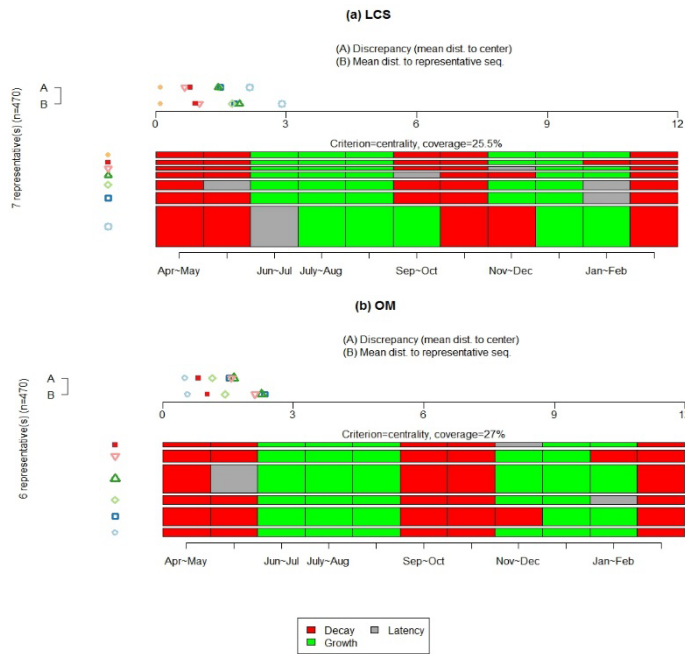 (a) LCS
(A) Discrepancy (mean dist. to center)
(B) Mean dist. to representative seq.
7 representative(s) (n=470)
A
B
0 3 6 9 12
Criterion=centrality, coverage=25.5%
Apr~May Jun~Jul July~Aug Sep~Oct Nov~Dec Jan~Feb
(b) OM
(A) Discrepancy (mean dist. to center)
(B) Mean dist. to representative seq.
6 representative(s) (n=470)
A
B
0 3 6 9
Criterion=centrality, coverage=27%
Apr~May Jun~Jul July~Aug Sep~Oct Nov~Dec Jan~Feb
Decay Latency
Growth